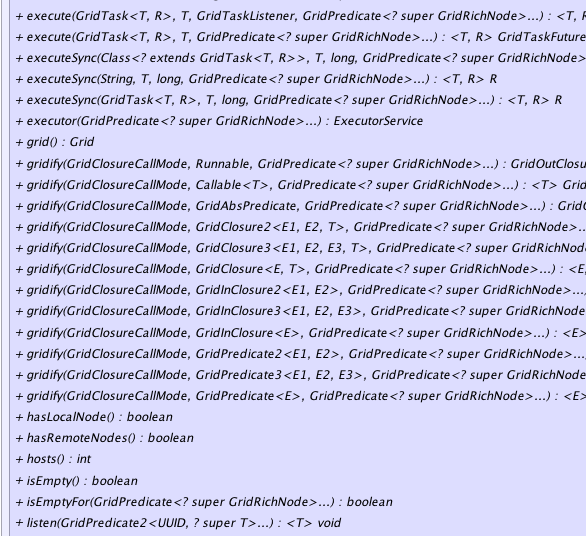 + execute(GridTask<T, R>, T, GridTaskListener, GridPredicate<? super GridRichNode>...) : <T, R
+ execute(GridTask<T, R>, T, GridPredicate<? super GridRichNode>...) : <T, R> GridTaskFuture
+ executeSync(Class<? extends GridTask<T, R>>, T, long, GridPredicate<? super GridRichNode>
+ executeSync(String, T, long, GridPredicate<? super GridRichNode>...) : <T, R> R
+ executeSync(GridTask<T, R>, T, long, GridPredicate<? super GridRichNode>...) : <T, R> R
+ executor(GridPredicate<? super GridRichNode>...) : ExecutorService
+ grid() : Grid
+ gridify(GridClosureCallMode, Runnable, GridPredicate<? super GridRichNode>...) : GridOutClosu
+ gridify(GridClosureCallMode, Callable<T>, GridPredicate<? super GridRichNode>...) : <T> Grid
+ gridify(GridClosureCallMode, GridAbsPredicate, GridPredicate<? super GridRichNode>...) : Grid
+ gridify(GridClosureCallMode, GridClosure2<E1, E2, T>, GridPredicate<? super GridRichNode>...
+ gridify(GridClosureCallMode, GridClosure3<E1, E2, E3, T>, GridPredicate<? super GridRichNode
+ gridify(GridClosureCallMode, GridClosure<E, T>, GridPredicate<? super GridRichNode>...) : <E,
+ gridify(GridClosureCallMode, GridInClosure2<E1, E2>, GridPredicate<? super GridRichNode>...)
+ gridify(GridClosureCallMode, GridInClosure3<E1, E2, E3>, GridPredicate<? super GridRichNode
+ gridify(GridClosureCallMode, GridInClosure<E>, GridPredicate<? super GridRichNode>...) : <E>
+ gridify(GridClosureCallMode, GridPredicate2<E1, E2>, GridPredicate<? super GridRichNode>...
+ gridify(GridClosureCallMode, GridPredicate3<E1, E2, E3>, GridPredicate<? super GridRichNode
+ gridify(GridClosureCallMode, GridPredicate<E>, GridPredicate<? super GridRichNode>...) : <E>
+ hasLocalNode() : boolean
+ hasRemoteNodes() : boolean
+ hosts() : int
+ isEmpty() : boolean
+ isEmptyFor(GridPredicate<? super GridRichNode>...) : boolean
+ listen(GridPredicate2<UUID, ? super T>...) : <T> void